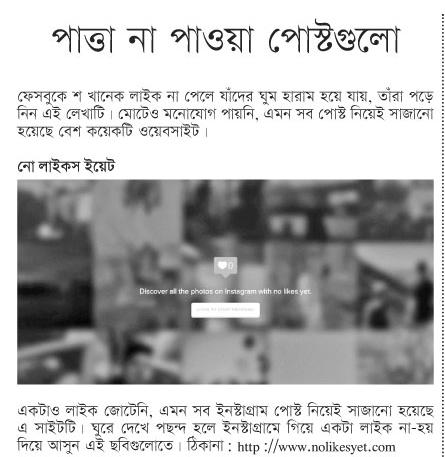 পাত্তা না পাওয়া পোস্টগুলো
ফেসবুকে শ খানেক লাইক না পেলে যাঁদের ঘুম হারাম হয়ে যায়, তাঁরা পড়ে
নিন এই লেখাটি। মোটেও মনোযোগ পায়নি, এমন সব পোস্ট নিয়েই সাজানো
হয়েছে বেশ কয়েকটি ওয়েবসাইট।
নো লাইকস ইয়েট
0
Discover all the photos on Instagram with no likes yet.
একটাও লাইক জোটেনি, এমন সব ইনস্টাগ্রাম পোস্ট নিয়েই সাজানো হয়েছে
এ সাইটটি। ঘুরে দেখে পছন্দ হলে ইনস্টাগ্রামে গিয়ে একটা লাইক না-হয়
দিয়ে আসুন এই ছবিগুলোতে। ঠিকানা : http ://www.nolikesyet.com